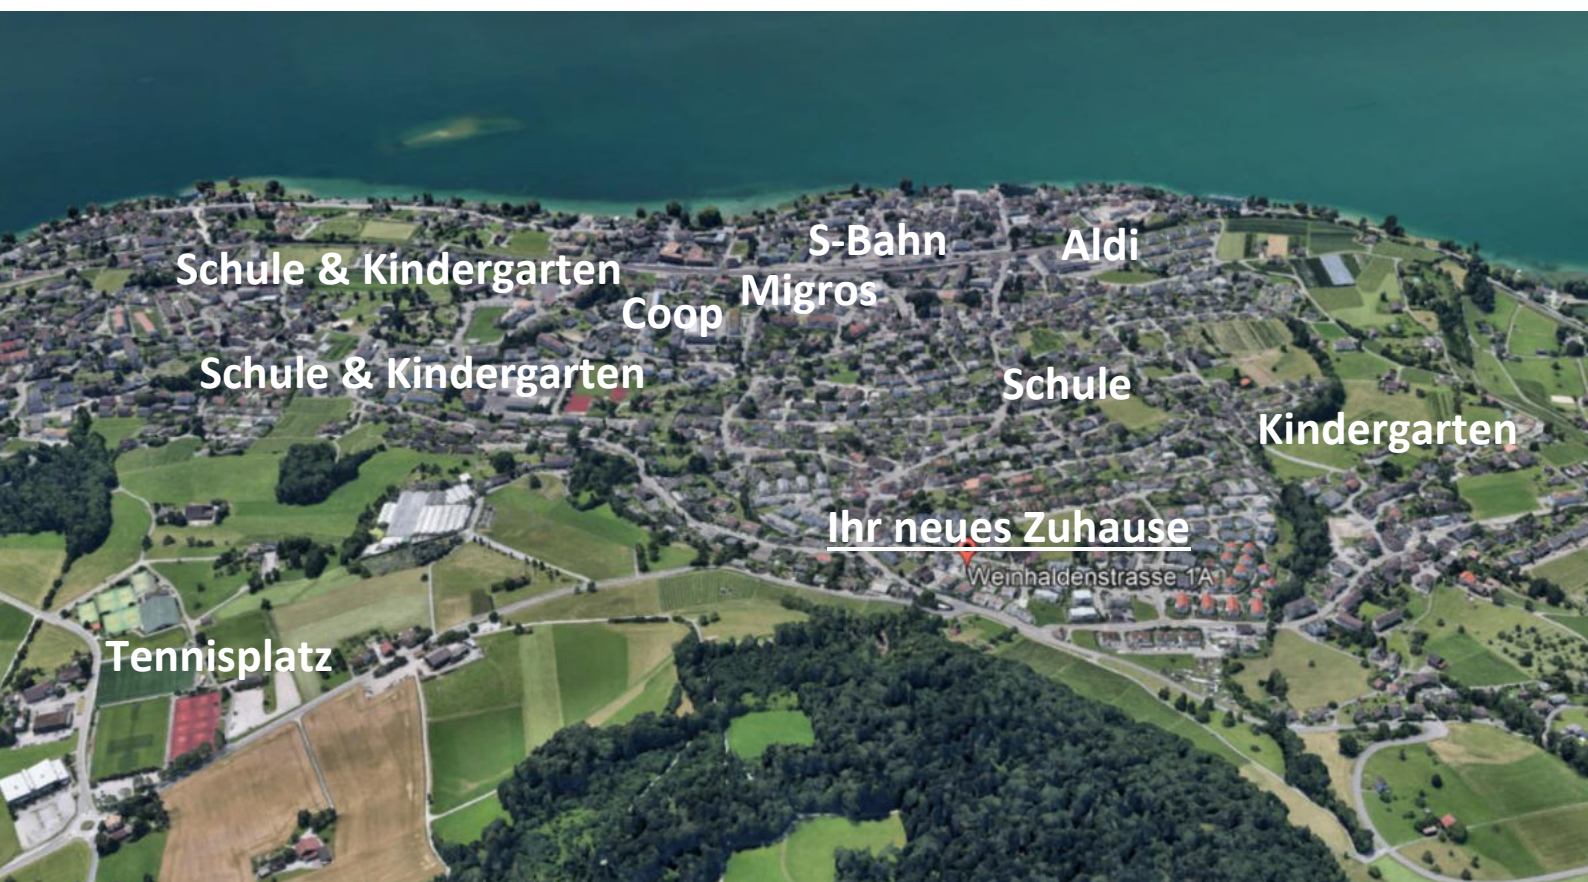 S-Bahn
Aldi
Schule & Kindergarten
Migros
Coop
Schule & Kindergarten
Schule
Kindergarten
Ihr neues Zuhause
Weinhaldenstrasse 1A
Tennisplatz